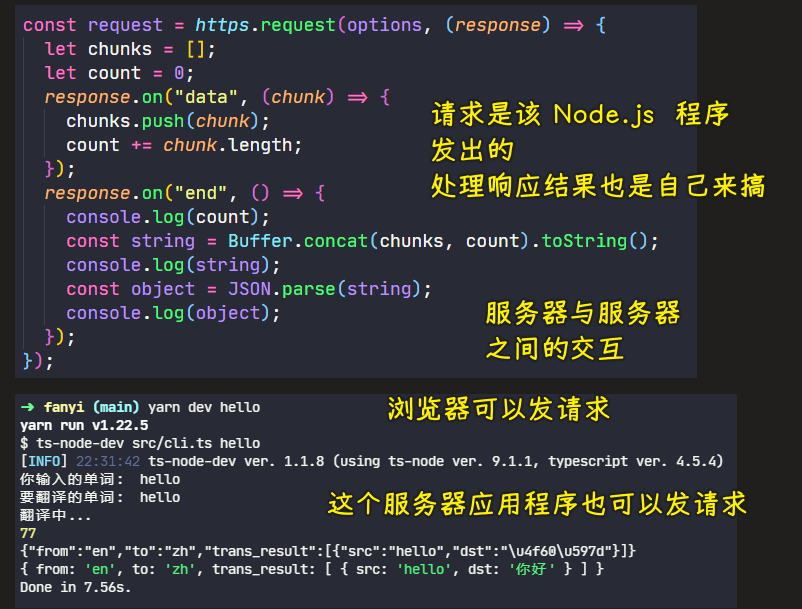 const request = https.request(options, (response) => {
let chunks = [];
let count = 0;
response.on("data", (chunk) => {
chunks.push(chunk);
count += chunk.length;
});
response.on("end", () => {
console.log(count);
const string = Buffer.concat(chunks, count).toString();
console.log(string);
const object = JSON.parse(string);
console.log(object);
});
});
请求是该 Node.js 程序
发出的
处理响应结果也是自己来搞
服务器与服务器
之间的交互
➜ fanyi (main) yarn dev hello
yarn run v1.22.5
$ ts-node-dev src/cli.ts hello
[INFO] 22:31:42 ts-node-dev ver. 1.1.8 (using ts-node ver. 9.1.1, typescript ver. 4.5.4)
你输入的单词： hello
要翻译的单词： hello
翻译中...
77
{"from":"en","to":"zh","trans_result":[{"src":"hello","dst":"\u4f60\u597d"}]}
{ from: 'en', to: 'zh', trans_result: [ { src: 'hello', dst: '你好' } ] }
Done in 7.56s.
浏览器可以发请求
这个服务器应用程序也可以发请求